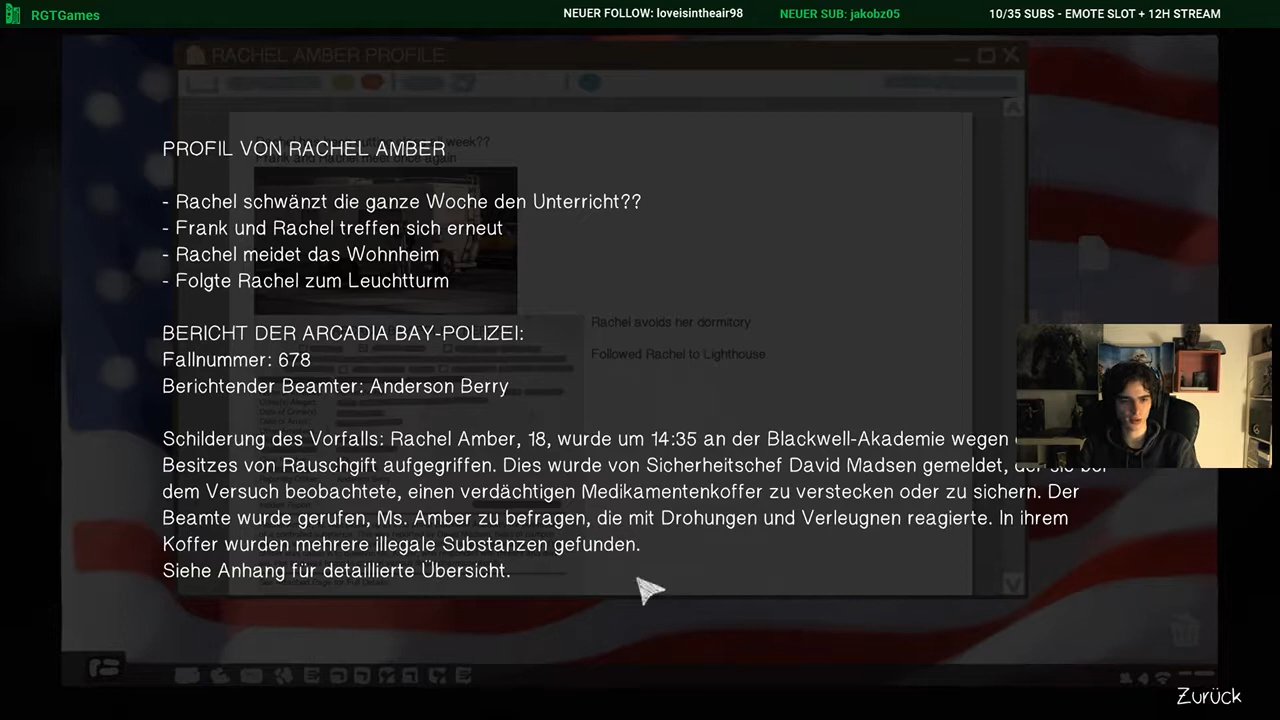 RGTGames
NEUER FOLLOW: loveisintheair98
NEUER SUB: jakobz05
10/35 SUBS - EMOTE SLOT + 12H STREAM
RACHEL AMBER PROFILE
PROFIL VON RACHEL AMBER
- Rachel schwänzt die ganze Woche den Unterricht??
- Frank und Rachel treffen sich erneut
- Rachel meidet das Wohnheim
- Folgte Rachel zum Leuchtturm
Rachel avoids her dormitory
Followed Rachel to Lighthouse
BERICHT DER ARCADIA BAY-POLIZEI:
Fallnummer: 678
Berichtender Beamter: Anderson Berry
Schilderung des Vorfalls: Rachel Amber, 18, wurde um 14:35 an der Blackwell-Akademie wegen
Besitzes von Rauschgift aufgegriffen. Dies wurde von Sicherheitschef David Madsen gemeldet,
dem Versuch beobachtete, einen verdächtigen Medikamentenkoffer zu verstecken oder zu sichern. Der
Beamte wurde gerufen, Ms. Amber zu befragen, die mit Drohungen und Verleugnen reagierte. In ihrem
Koffer wurden mehrere illegale Substanzen gefunden.
Siehe Anhang für detaillierte Übersicht.
Zurück